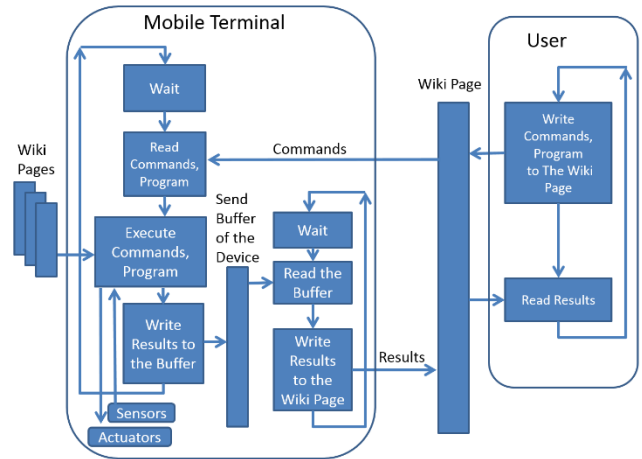 Mobile Terminal
User
Wiki Page
Wait
Write
Commands,
Program
to The Wiki
Page
Read
Commands,
Program
Commands
Wiki
Pages
Send
Buffer
of the
Device
Execute
Commands,
Program
Wait
Read the
Buffer
Read Results
Write
Results to
the Buffer
Write
Results
to the
Wiki Page
Results
Sensors
Actuators